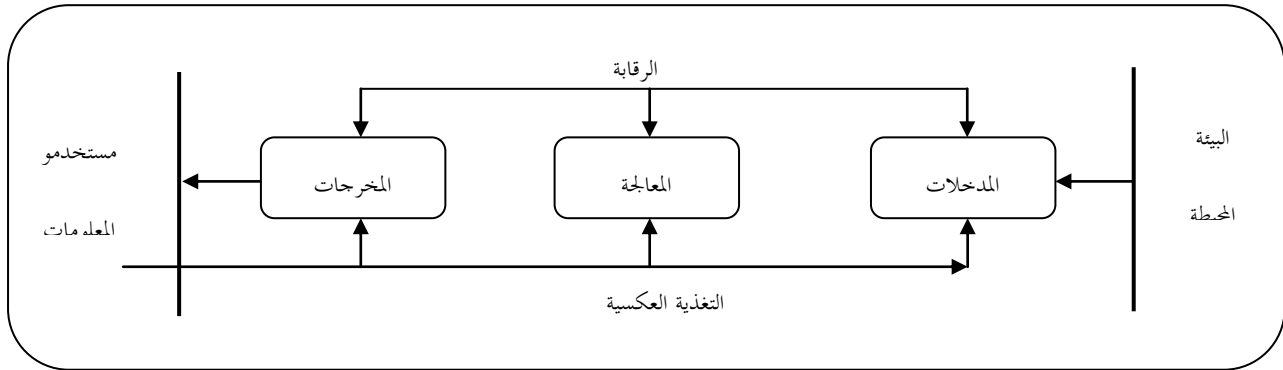 الرقابة
البيئة
المحيطة
المدخلات
المعالجة
المخرجات
مستخدمو
المعلومات
التغذية العكسية